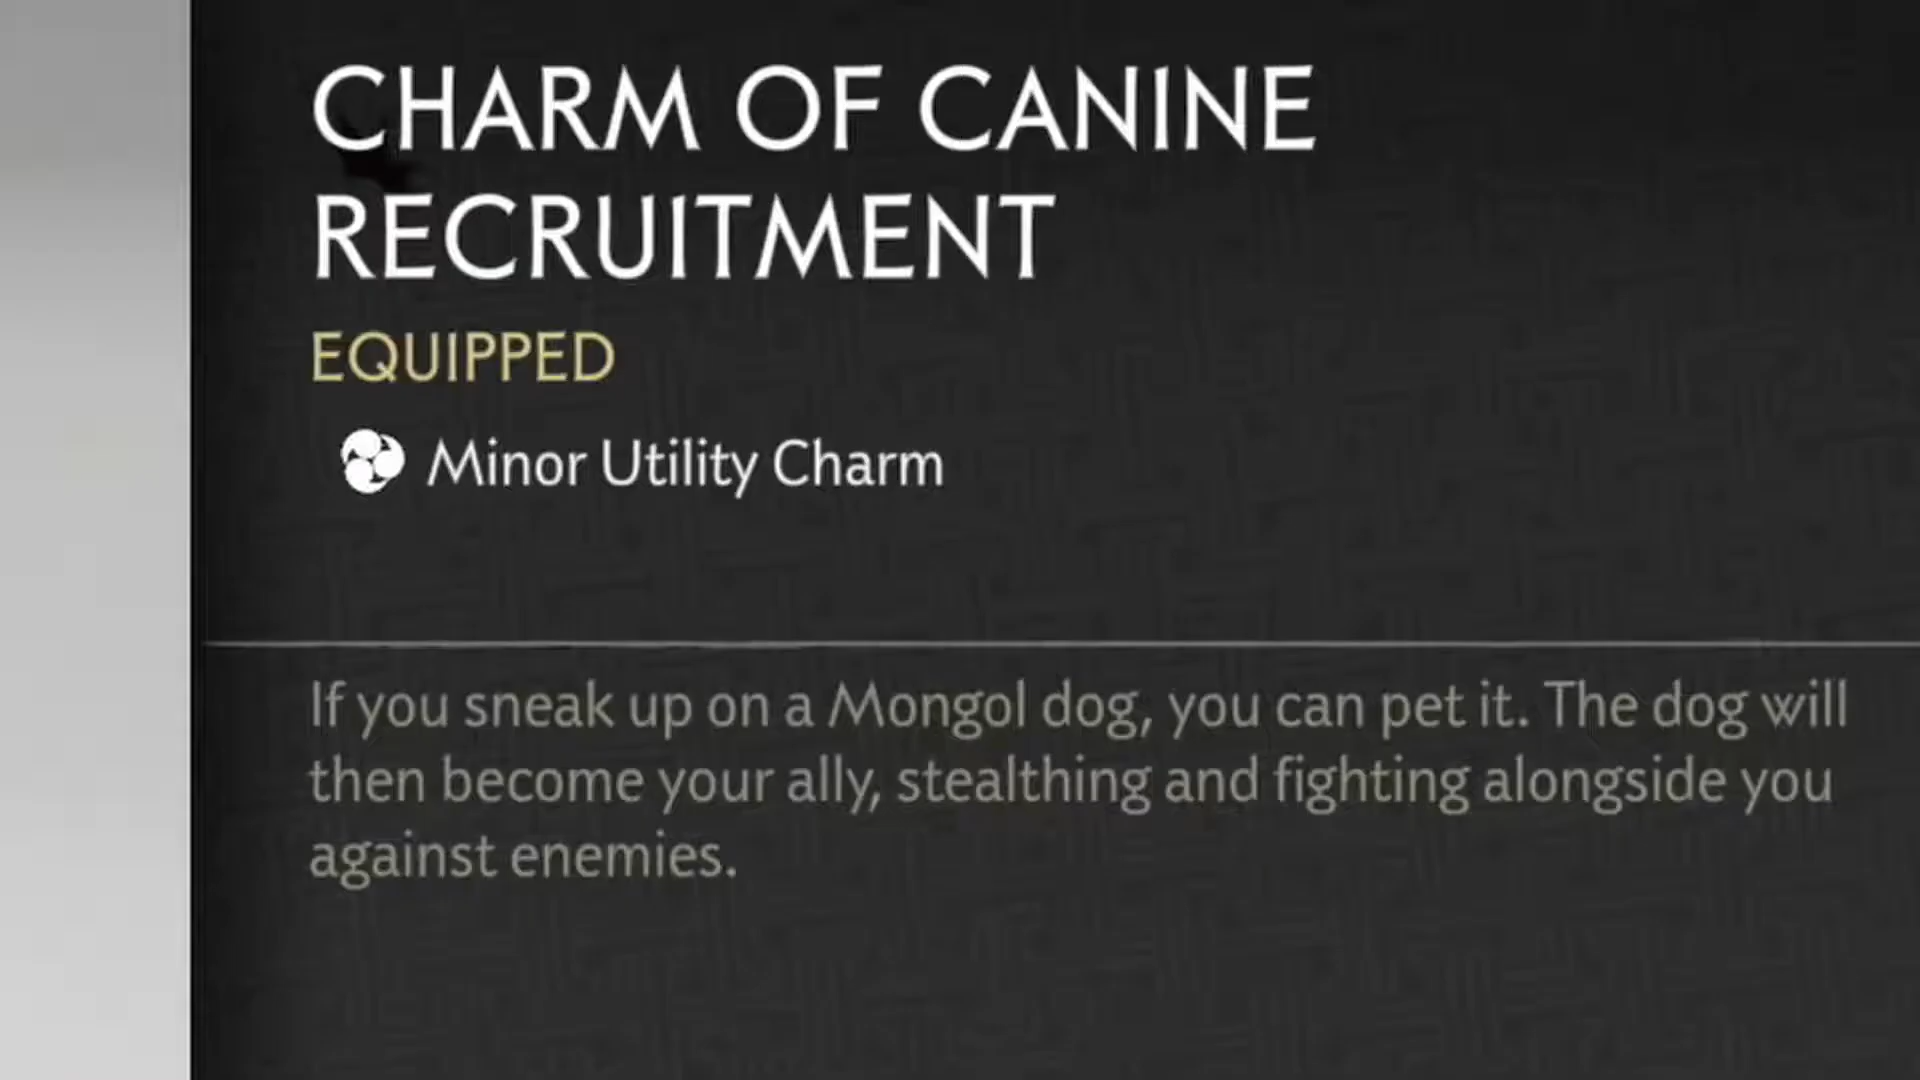 CHARM OF CANINE
RECRUITMENT
EQUIPPED
Minor Utility Charm
If you sneak up on a Mongol dog, you can pet it. The dog will
then become your ally, stealthing and fighting alongside you
against enemies.